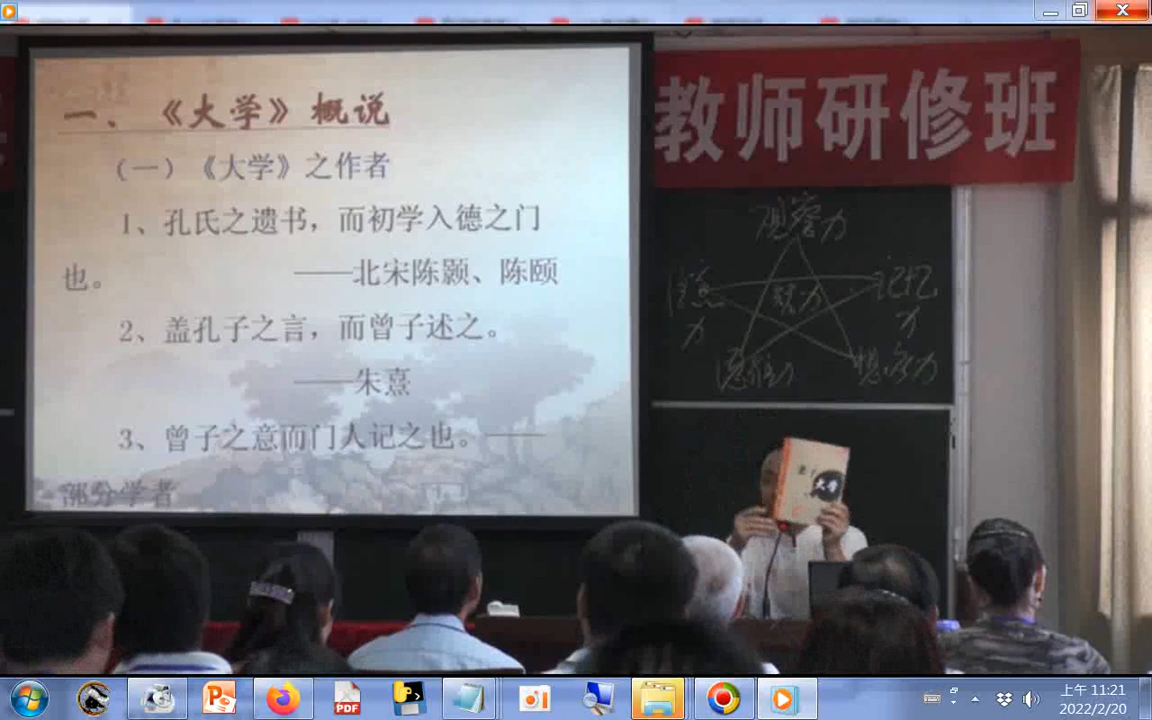 一、《大学》概说
（一）《大学》之作者
1、孔氏之遗书，而初学入德之门
也。 ——北宋陈颢、陈颐
2、盖孔子之言，而曾子述之。
——朱熹
3、曾子之意而门人记之也。——
部分学者
教师研修班
观察力
注意力
记忆力
思维力
想象力
大学
PDF
上午 11:21
2022/2/20